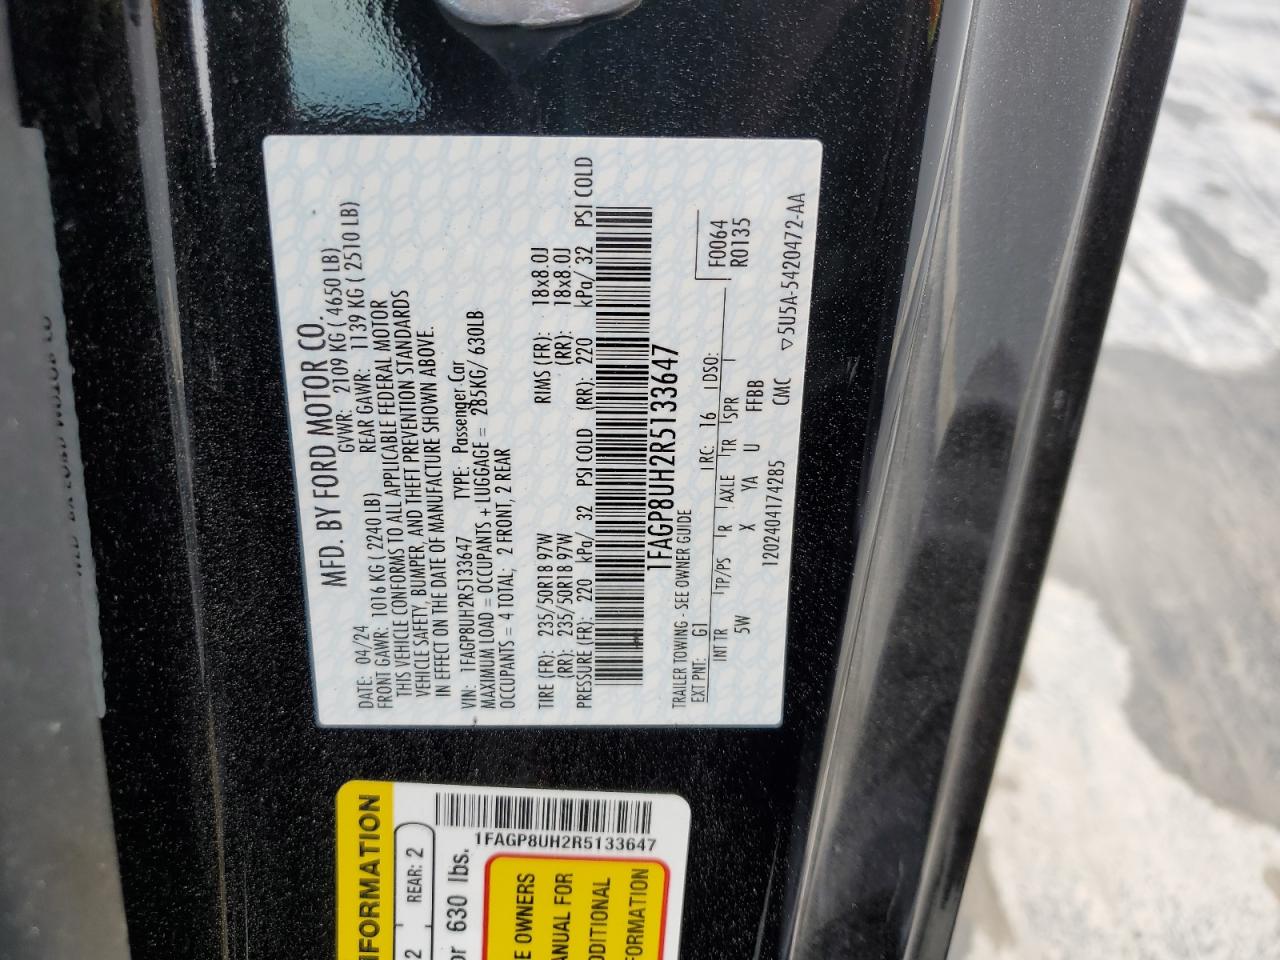 MFD. BY FORD MOTOR CO.
DATE: 04/24 GVWR: 2109 KG ( 4650 LB)
FRONT GAWR: 1016 KG ( 2240 LB) REAR GAWR: 1139 KG ( 2510 LB)
THIS VEHICLE CONFORMS TO ALL APPLICABLE FEDERAL MOTOR
VEHICLE SAFETY, BUMPER, AND THEFT PREVENTION STANDARDS
IN EFFECT ON THE DATE OF MANUFACTURE SHOWN ABOVE.
VIN: 1FAGP8UH2R5133647 TYPE: Passenger Car
MAXIMUM LOAD = OCCUPANTS + LUGGAGE = 285KG/ 630LB
OCCUPANTS = 4 TOTAL; 2 FRONT, 2 REAR
TIRE (FR): 235/50R18 97W RIMS (FR): 18x8.0J
(RR): 235/50R18 97W (RR): 18x8.0J
PRESSURE (FR): 220 kPa/ 32 PSI COLD (RR): 220 kPa/ 32 PSI COLD
1FAGP8UH2R5133647
TRAILER TOWING - SEE OWNER GUIDE
EXT PNT: G1 RC: 16 DSO: F0064
R0135
INT TR TP/PS R AXLE TR SPR
5W X YA U FFBB
1202404174285 CMC ▽5U5A-5420472-AA
INFORMATION
2 REAR: 2
or 630 lbs.
1FAGP8UH2R5133647
E OWNERS
ANUAL FOR
DDITIONAL
FORMATION